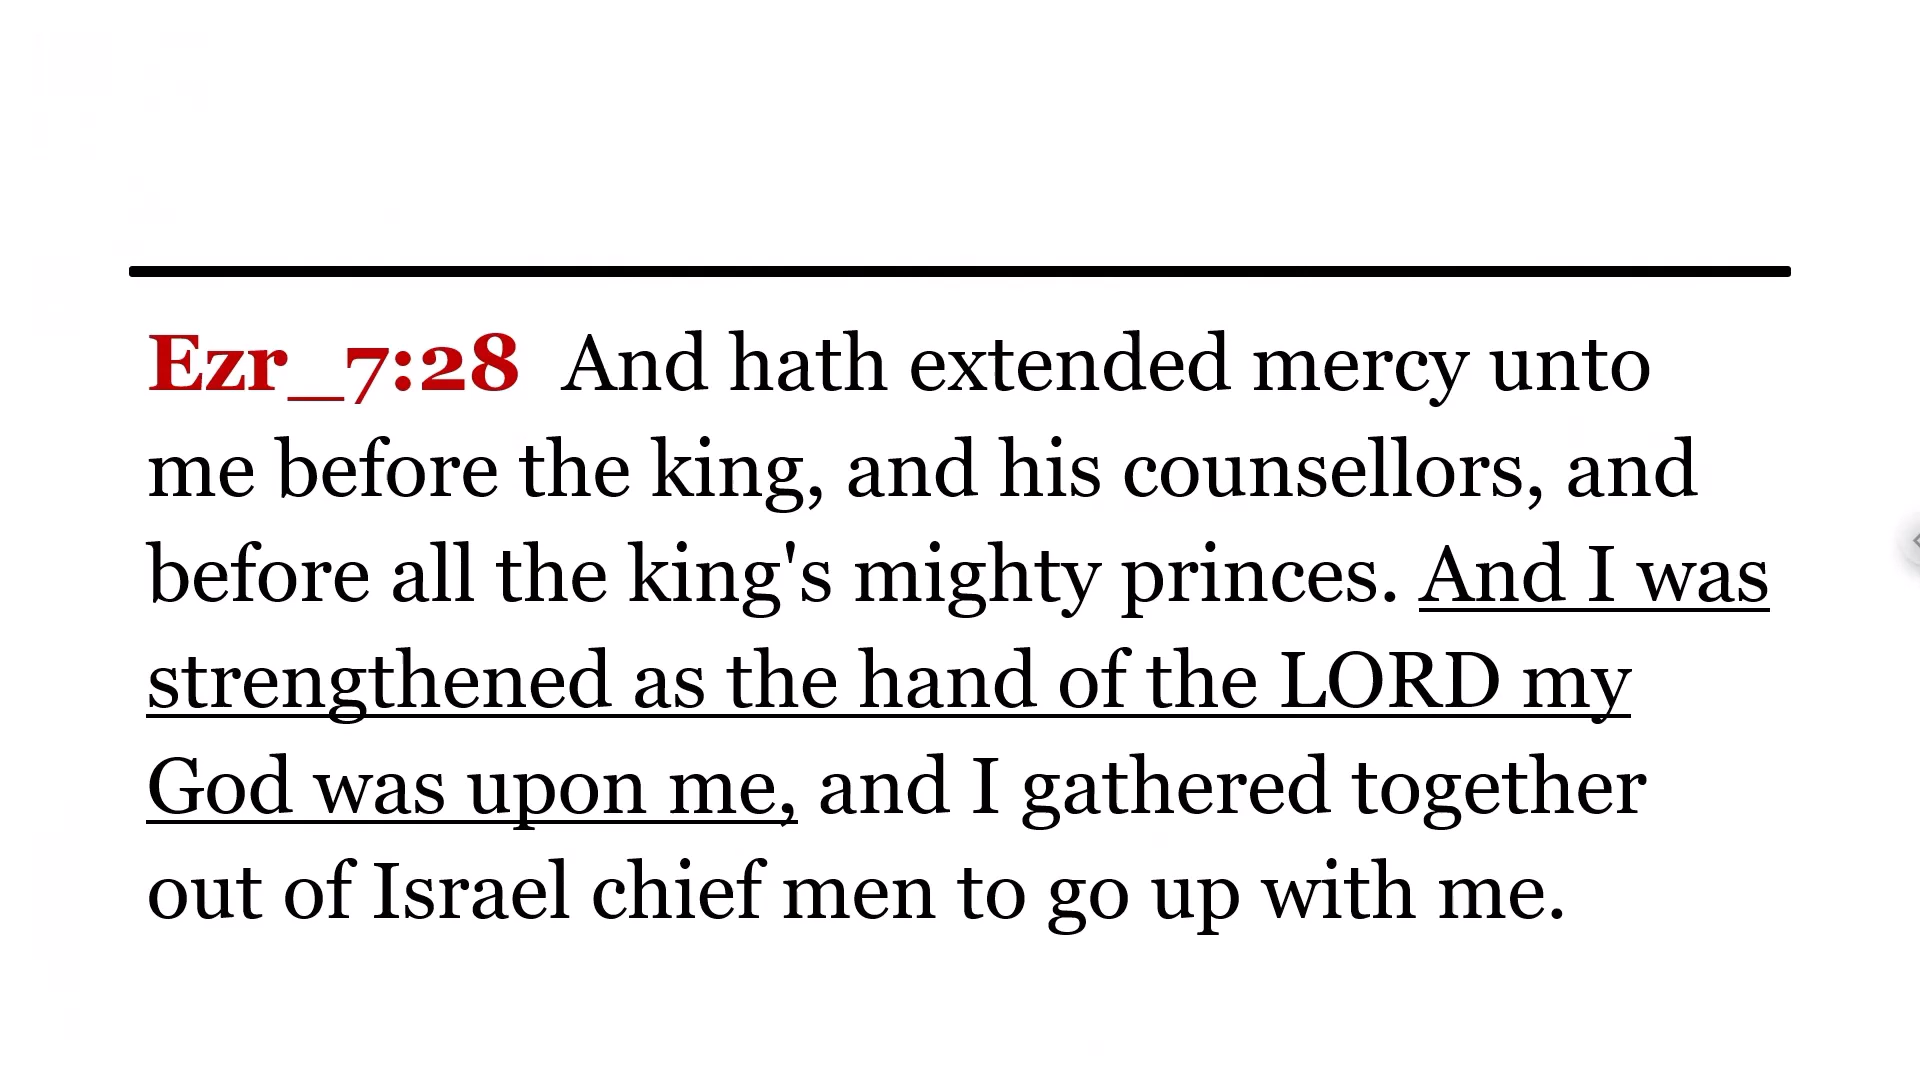 Ezr_7:28 And hath extended mercy unto
me before the king, and his counsellors, and
before all the king's mighty princes. And I was
strengthened as the hand of the LORD my
God was upon me, and I gathered together
out of Israel chief men to go up with me.